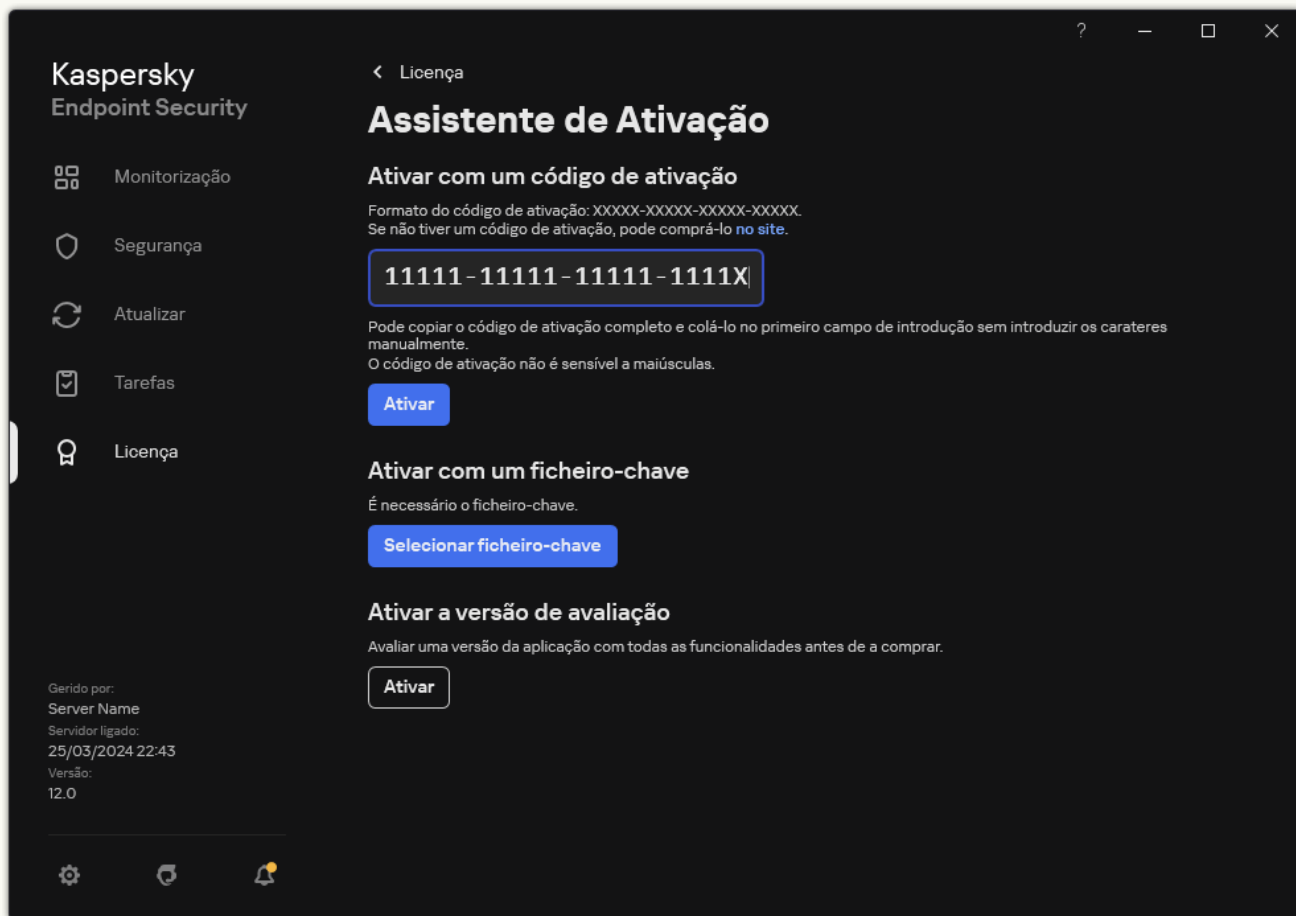 ?
Kaspersky
Endpoint Security
Monitorização
Segurança
Atualizar
Tarefas
Licença
Gerido por:
Server Name
Servidor ligado:
25/03/2024 22:43
Versão:
12.0
Licença
Assistente de Ativação
Ativar com um código de ativação
Formato do código de ativação: XXXXX-XXXXX-XXXXX-XXXXX.
Se não tiver um código de ativação, pode comprá-lo no site.
11111-11111-11111-1111X
Pode copiar o código de ativação completo e colá-lo no primeiro campo de introdução sem introduzir os carateres
manualmente.
O código de ativação não é sensível a maiúsculas.
Ativar
Ativar com um ficheiro-chave
É necessário o ficheiro-chave.
Selecionar ficheiro-chave
Ativar a versão de avaliação
Avaliar uma versão da aplicação com todas as funcionalidades antes de a comprar.
Ativar